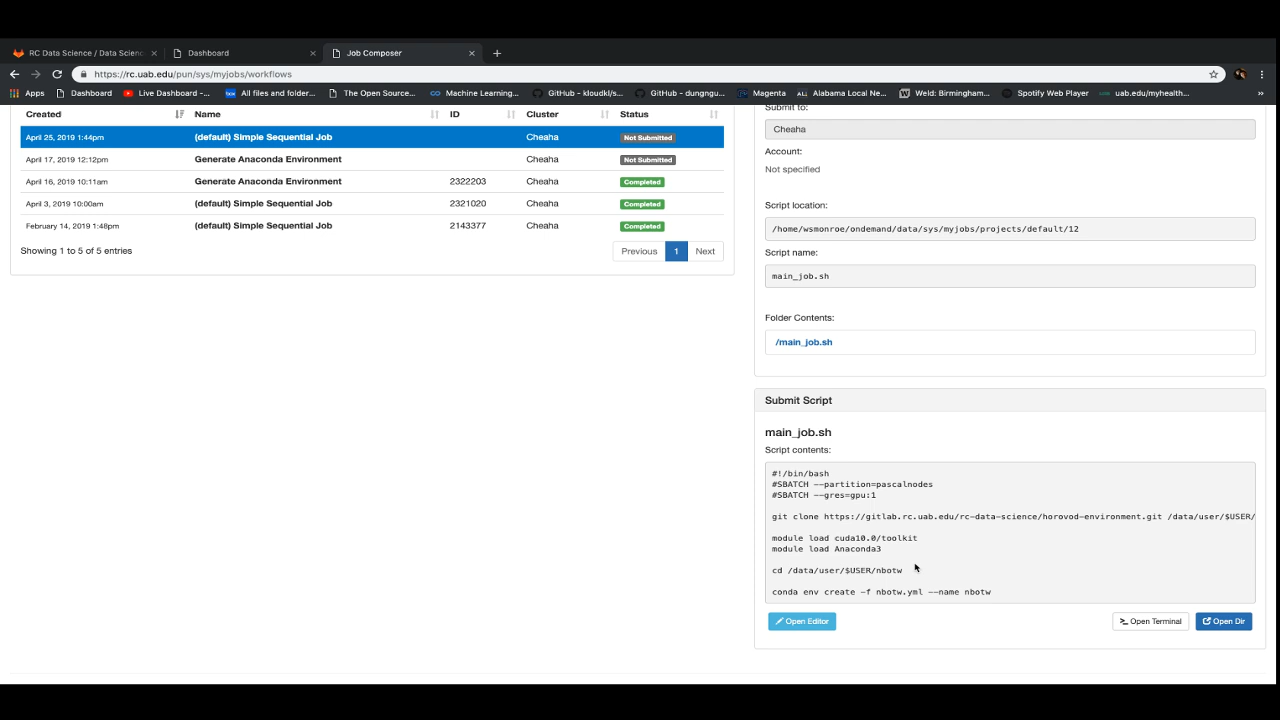 RC Data Science / Data Scienc
Dashboard
Job Composer
https://rc.uab.edu/pun/sys/myjobs/workflows
Apps
Dashboard
Live Dashboard -...
All files and folder...
The Open Source...
Machine Learning...
GitHub - kloudkl/s...
GitHub - dungngu...
Magenta
Alabama Local Ne...
Weld: Birmingham...
Spotify Web Player
uab.edu/myhealth...
»
Created Name ID Cluster Status
April 25, 2019 1:44pm (default) Simple Sequential Job Cheaha Not Submitted
April 17, 2019 12:12pm Generate Anaconda Environment Cheaha Not Submitted
April 16, 2019 10:11am Generate Anaconda Environment 2322203 Cheaha Completed
April 3, 2019 10:00am (default) Simple Sequential Job 2321020 Cheaha Completed
February 14, 2019 1:48pm (default) Simple Sequential Job 2143377 Cheaha Completed
Showing 1 to 5 of 5 entries
Previous 1 Next
Submit to:
Cheaha
Account:
Not specified
Script location:
/home/wsmonroe/ondemand/data/sys/myjobs/projects/default/12
Script name:
main_job.sh
Folder Contents:
/main_job.sh
Submit Script
main_job.sh
Script contents:
#!/bin/bash
#SBATCH --partition=pascalnodes
#SBATCH --gres=gpu:1
git clone https://gitlab.rc.uab.edu/rc-data-science/horovod-environment.git /data/user/$USER/
module load cuda10.0/toolkit
module load Anaconda3
cd /data/user/$USER/nbotw
conda env create -f nbotw.yml --name nbotw
Open Editor
>_ Open Terminal
Open Dir